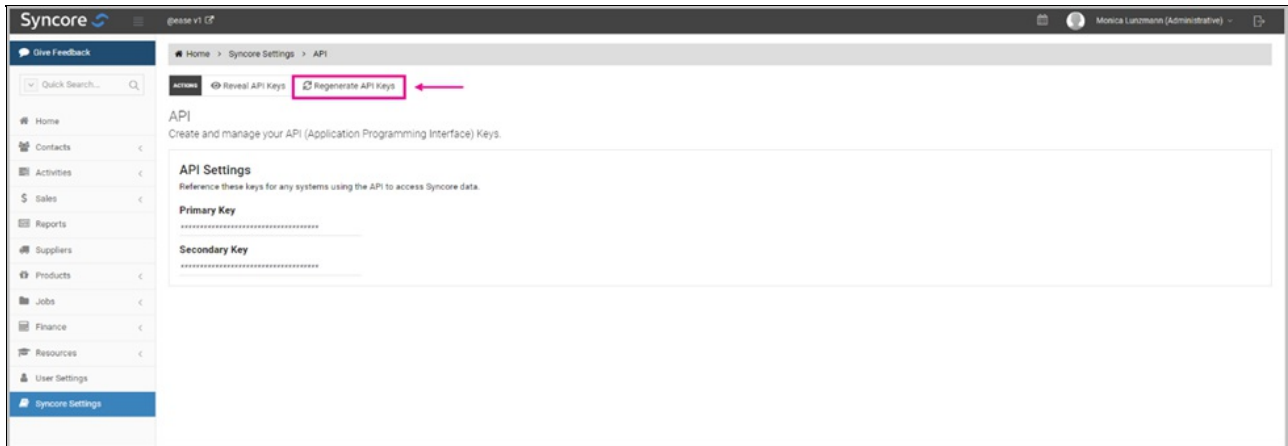 Syncore
@ease v1
Monica Lunzmann (Administrative)
Give Feedback
Home > Syncore Settings > API
Quick Search...
ACTIONS Reveal API Keys Regenerate API Keys
Home
API
Create and manage your API (Application Programming Interface) Keys.
Contacts
Activities
Sales
Reports
Suppliers
Products
Jobs
Finance
Resources
User Settings
Syncore Settings
API Settings
Reference these keys for any systems using the API to access Syncore data.
Primary Key
************************************
Secondary Key
************************************